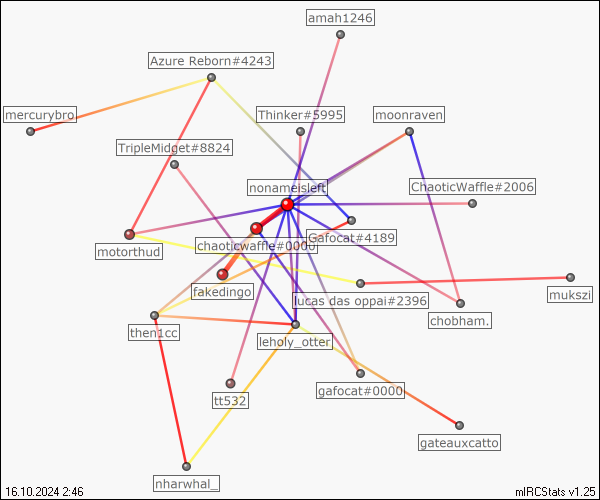 amah1246
Azure Reborn#4243
mercurybro
Thinker#5995
moonraven
TripleMidget#8824
nonameisleft
ChaoticWaffle#2006
chaoticwaffle#0000
Gafocat#4189
motorthud
fakedingo
lucas das oppai#2396
mukszi
chobham.
then1cc
leholy_otter
gafocat#0000
tt532
gateauxcatto
nharwhal_
16.10.2024 2:46
mIRCStats v1.25